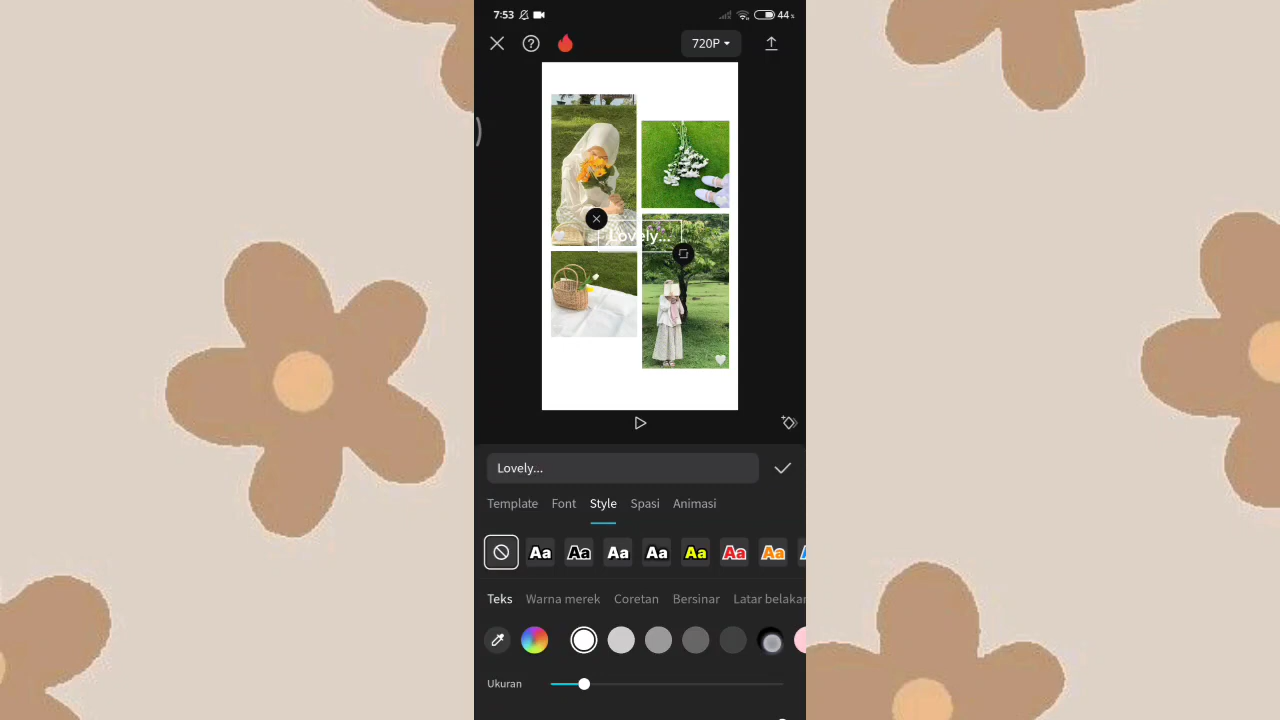 7:53
44
720P
Lovely...
Lovely...
Template Font Style Spasi Animasi
Aa Aa Aa Aa Aa Aa Aa
Teks Warna merek Coretan Bersinar Latar belakan
Ukuran